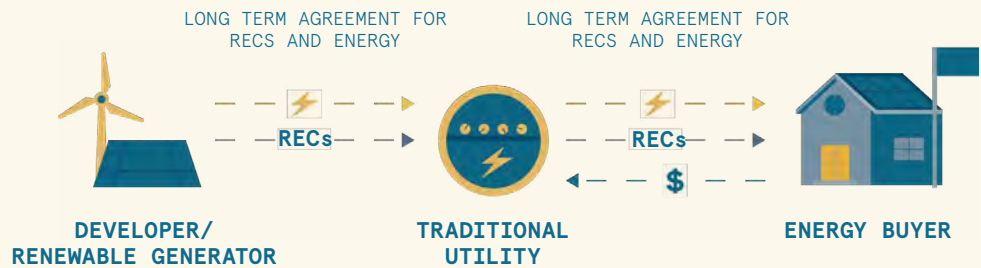 LONG TERM AGREEMENT FOR
RECS AND ENERGY
LONG TERM AGREEMENT FOR
RECS AND ENERGY
RECs
RECs
$
DEVELOPER/
RENEWABLE GENERATOR
TRADITIONAL
UTILITY
ENERGY BUYER